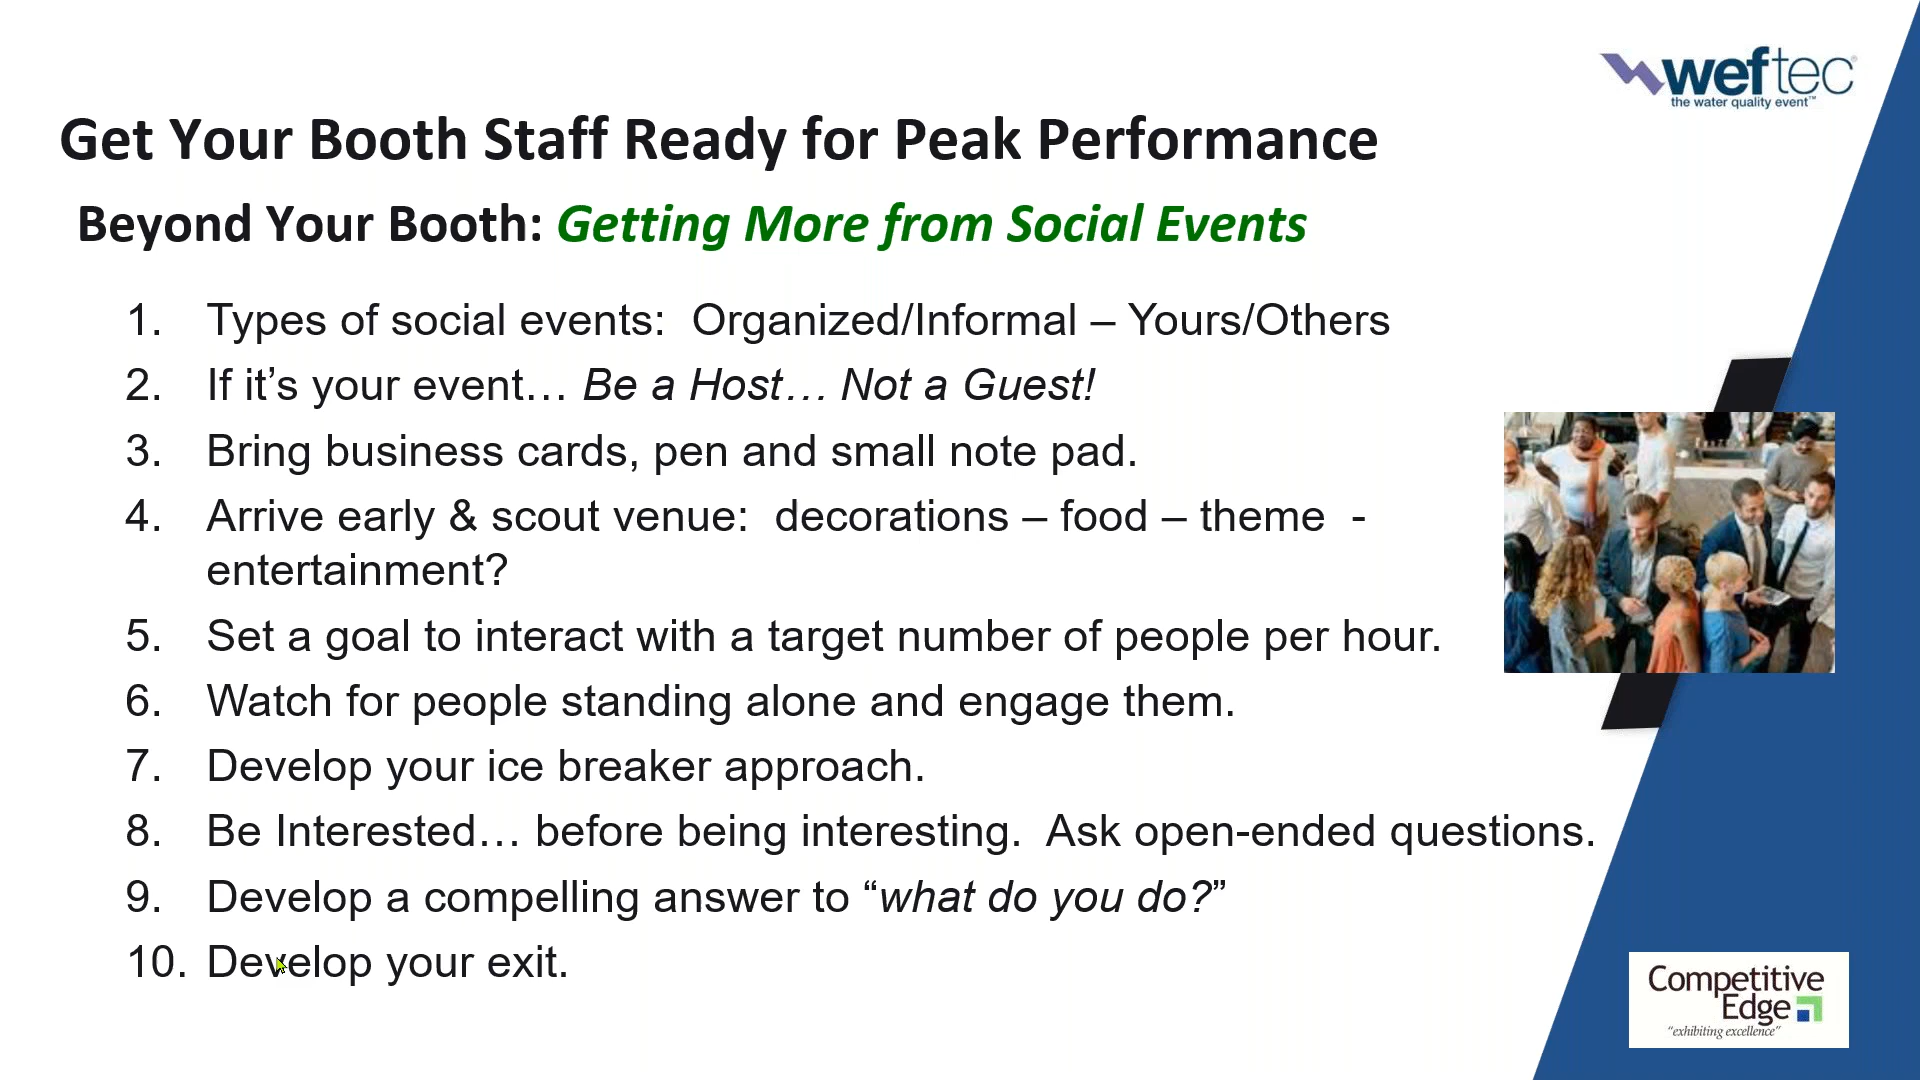 weftec®
the water quality event™
Get Your Booth Staff Ready for Peak Performance
Beyond Your Booth: Getting More from Social Events
1. Types of social events:  Organized/Informal – Yours/Others
2. If it’s your event… Be a Host… Not a Guest!
3. Bring business cards, pen and small note pad.
4. Arrive early & scout venue:  decorations – food – theme  -
entertainment?
5. Set a goal to interact with a target number of people per hour.
6. Watch for people standing alone and engage them.
7. Develop your ice breaker approach.
8. Be Interested… before being interesting.  Ask open-ended questions.
9. Develop a compelling answer to “what do you do?”
10. Develop your exit.
Competitive
Edge
“exhibiting excellence”